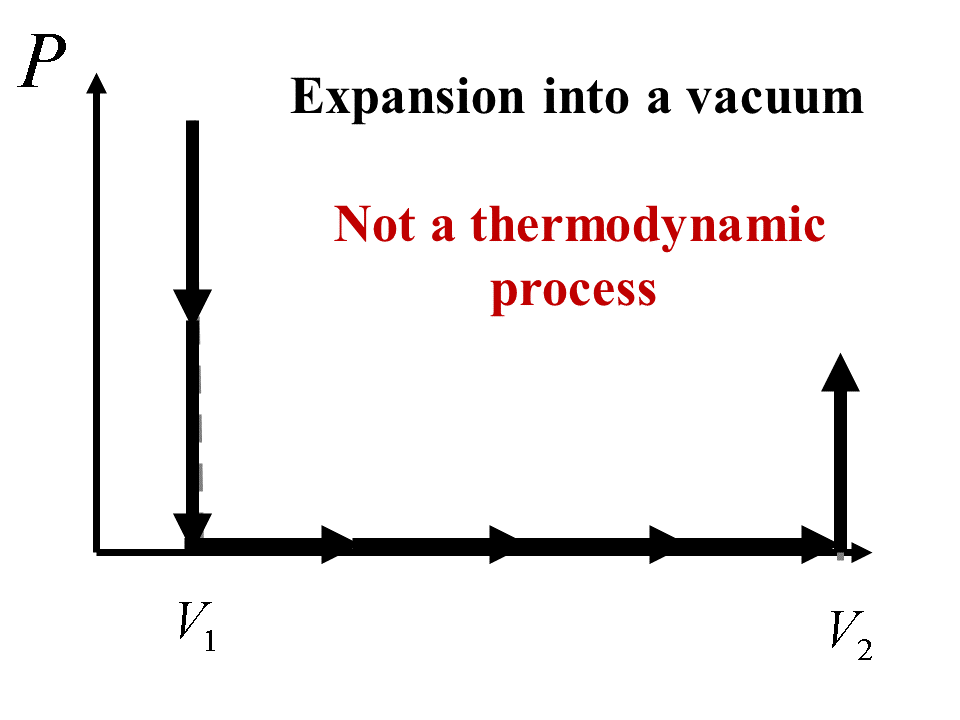 P
Expansion into a vacuum
Not a thermodynamic
process
V₁
V₂